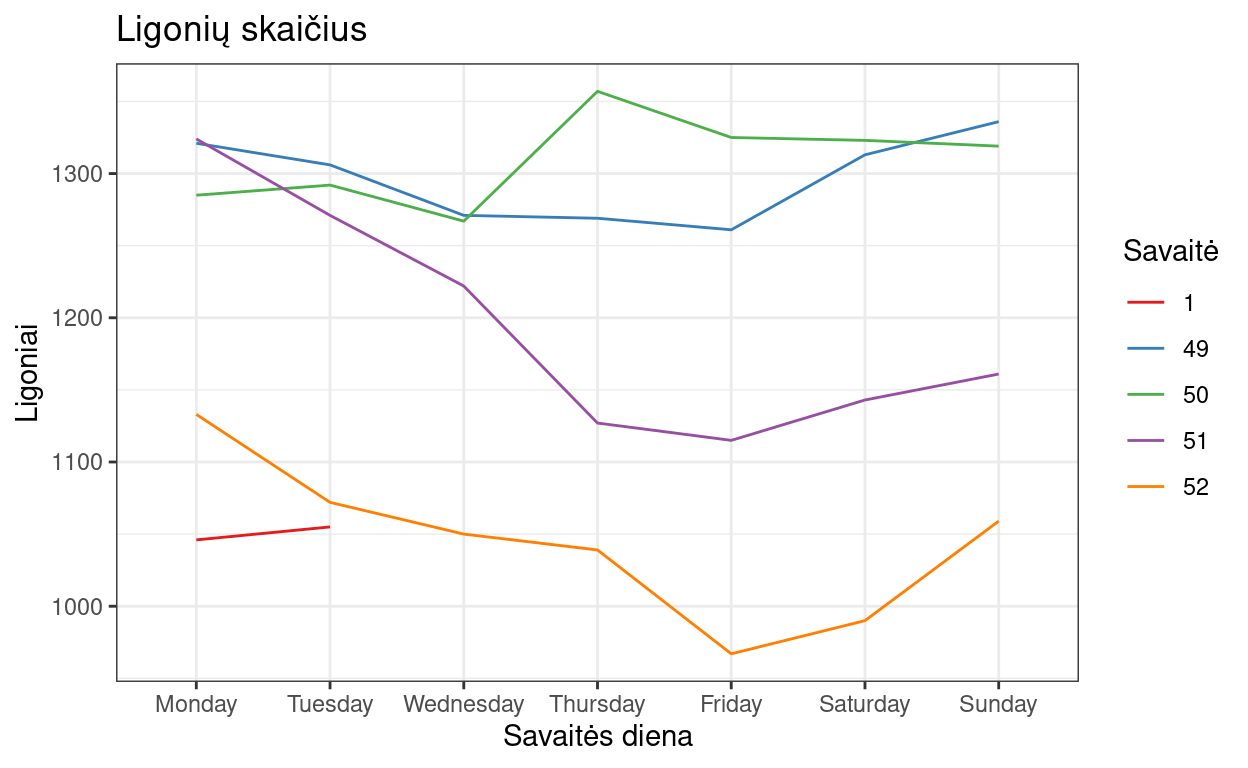 Ligonių skaičius
Ligoniai
1300
1200
1100
1000
Monday Tuesday Wednesday Thursday Friday Saturday Sunday
Savaitės diena
Savaitė
1
49
50
51
52